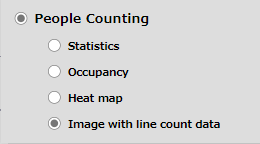 People Counting
Statistics
Occupancy
Heat map
Image with line count data